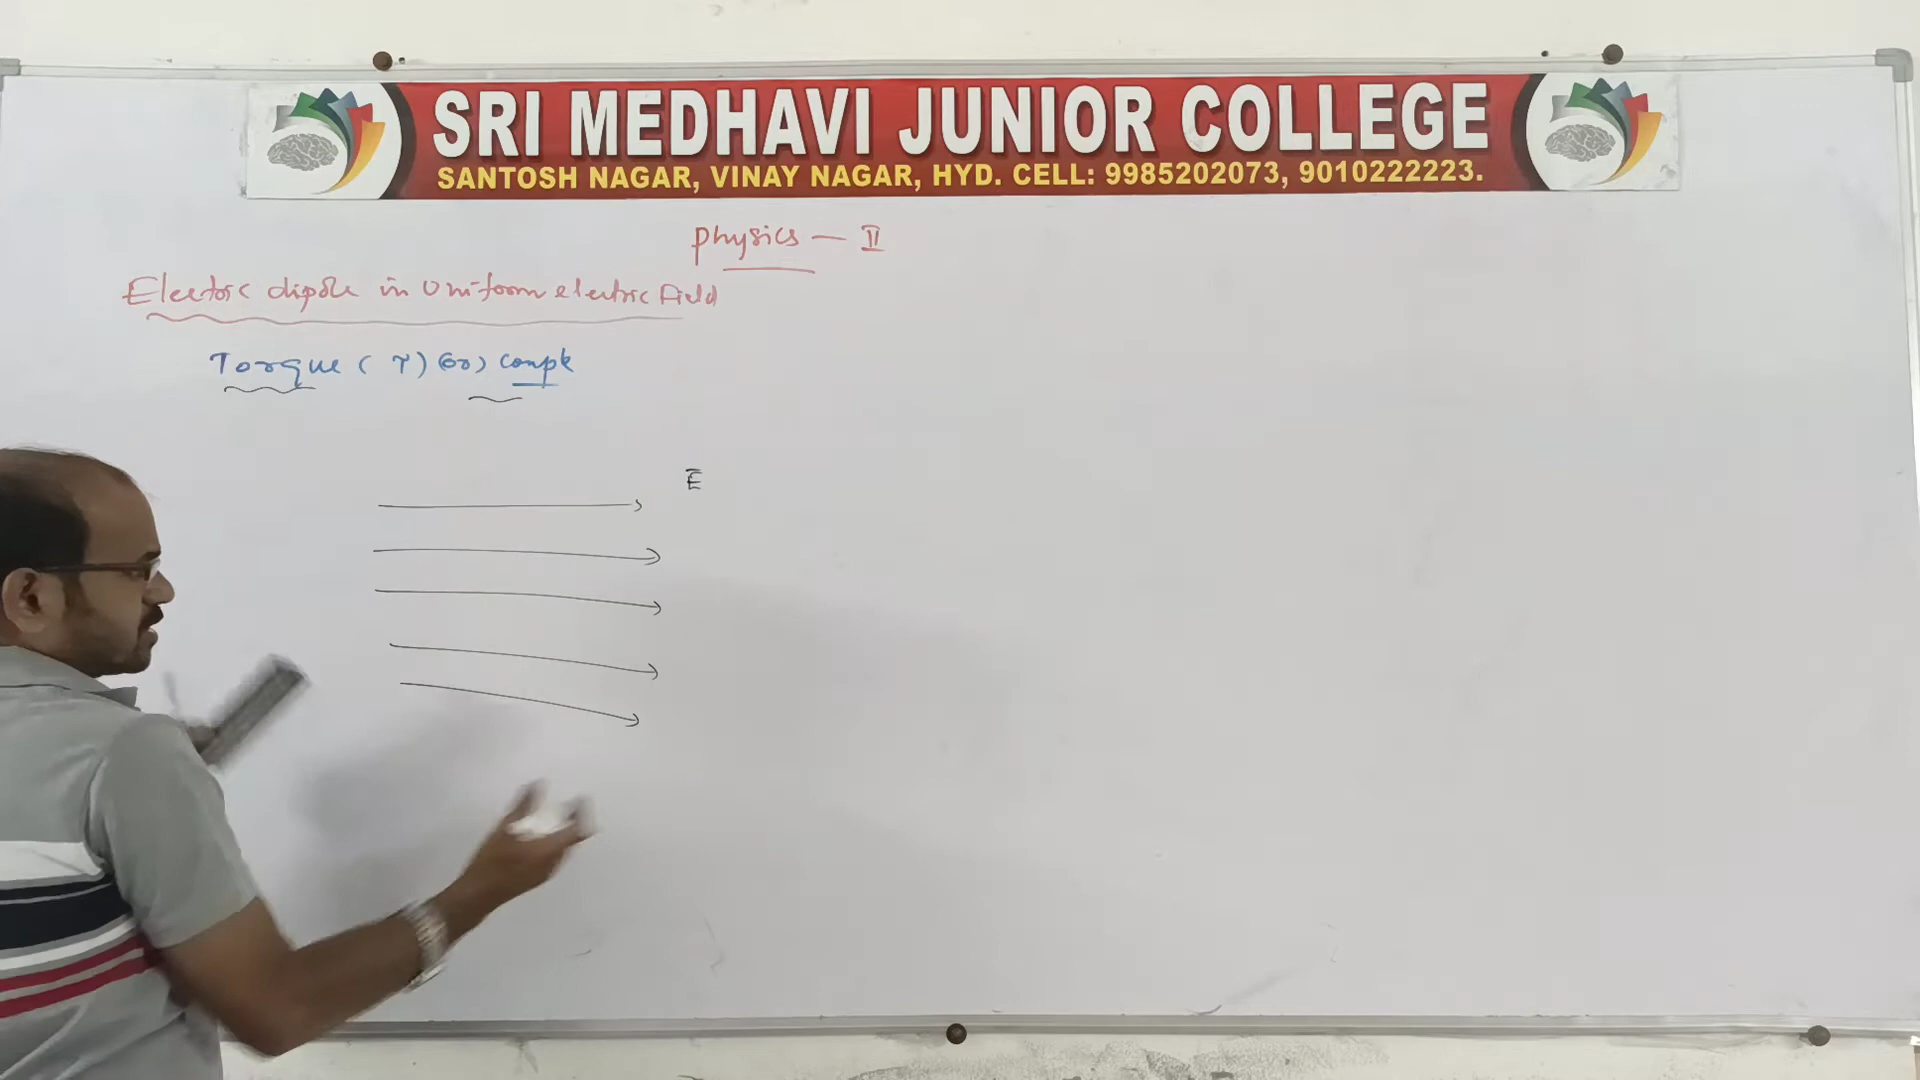 SRI MEDHAVI JUNIOR COLLEGE
SANTOSH NAGAR, VINAY NAGAR, HYD. CELL: 9985202073, 9010222223.
Physics — II
Electric dipole in Uniform electric Field
Torque ( τ ) (or) couple
E